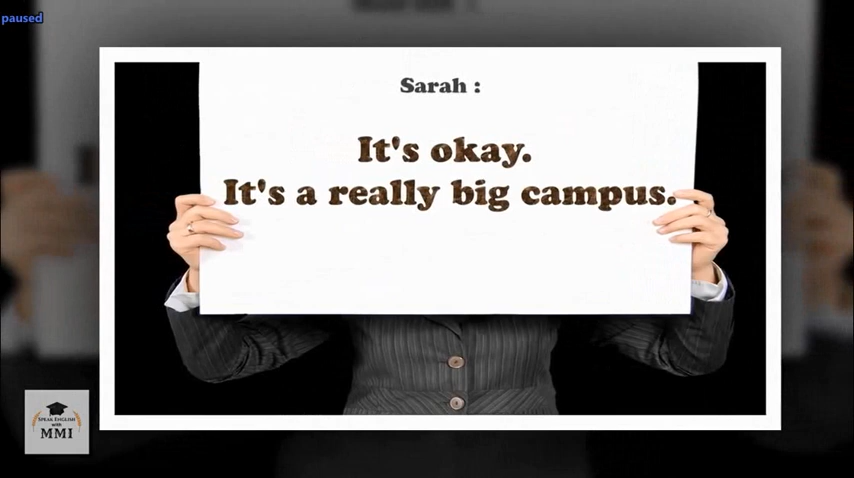 paused
Sarah :
It's okay.
It's a really big campus.
SPEAK ENGLISH
with
MMI